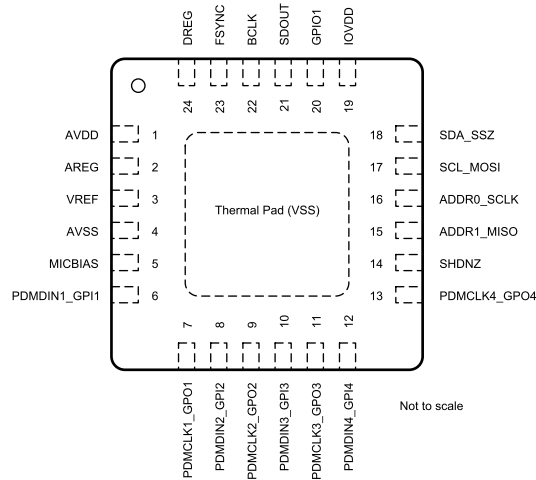 DREG
FSYNC
BCLK
SDOUT
GPIO1
IOVDD
24
23
22
21
20
19
AVDD 1
AREG 2
VREF 3
AVSS 4
MICBIAS 5
PDMDIN1_GPI1 6
Thermal Pad (VSS)
18 SDA_SSZ
17 SCL_MOSI
16 ADDR0_SCLK
15 ADDR1_MISO
14 SHDNZ
13 PDMCLK4_GPO4
7
8
9
10
11
12
PDMCLK1_GPO1
PDMDIN2_GPI2
PDMCLK2_GPO2
PDMDIN3_GPI3
PDMCLK3_GPO3
PDMDIN4_GPI4
Not to scale